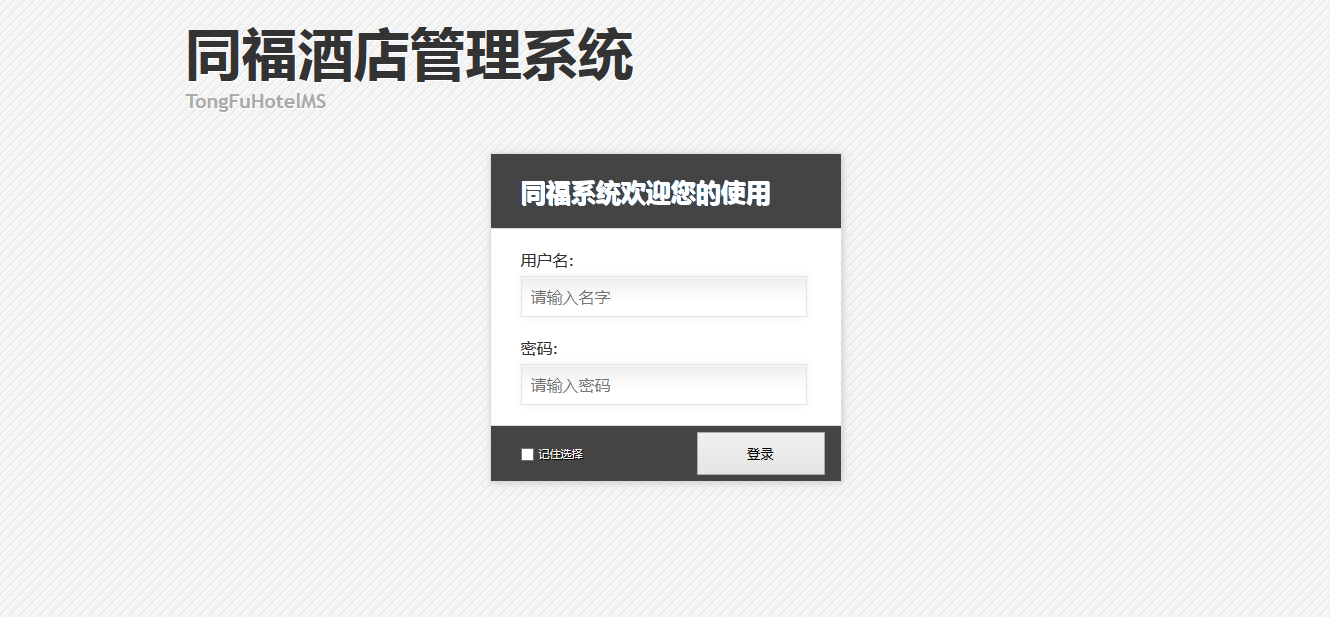 同福酒店管理系统
TongFuHotelMS
同福系统欢迎您的使用
用户名:
请输入名字
密码:
请输入密码
记住选择
登录